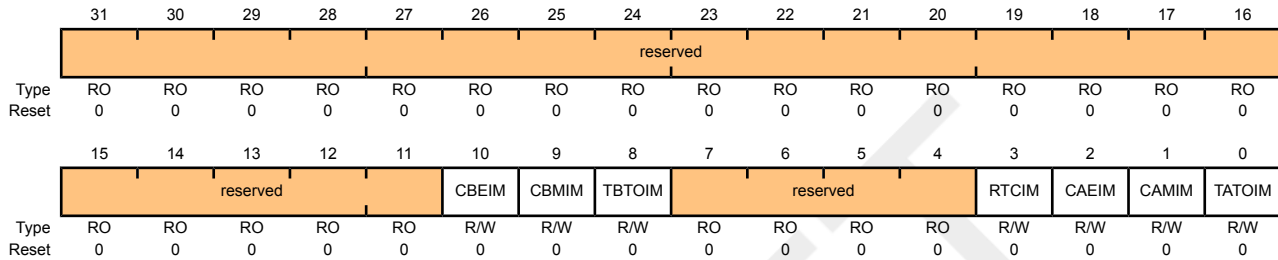 31 30 29 28 27 26 25 24 23 22 21 20 19 18 17 16
reserved
Type RO RO RO RO RO RO RO RO RO RO RO RO RO RO RO RO
Reset 0 0 0 0 0 0 0 0 0 0 0 0 0 0 0 0
15 14 13 12 11 10 9 8 7 6 5 4 3 2 1 0
reserved CBEIM CBMIM TBTOIM reserved RTCIM CAEIM CAMIM TATOIM
Type RO RO RO RO RO R/W R/W R/W RO RO RO RO R/W R/W R/W R/W
Reset 0 0 0 0 0 0 0 0 0 0 0 0 0 0 0 0